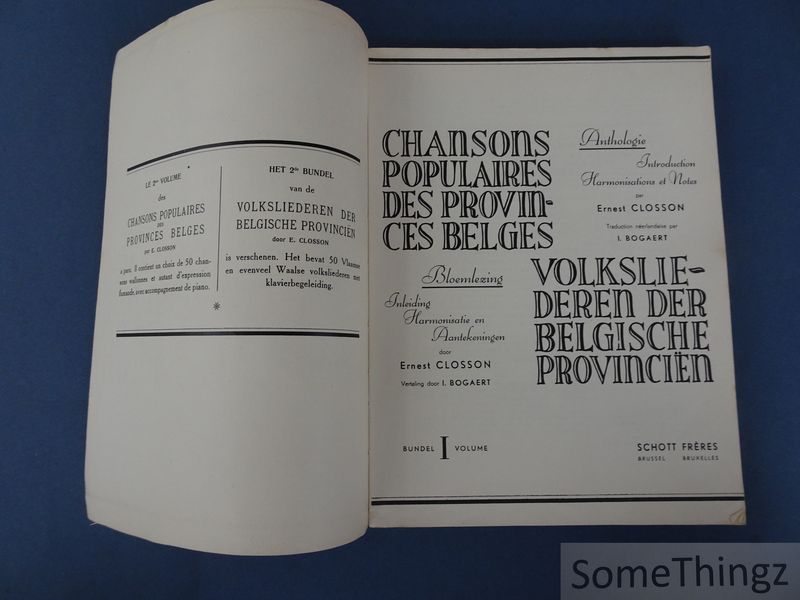 LE 2me VOLUME
des
CHANSONS POPULAIRES
DES
PROVINCES BELGES
par E. CLOSSON
a paru. Il contient un choix de 50 chan-
sons wallonnes et autant d'expression
flamande, avec accompagnement de piano.
HET 2de BUNDEL
van de
VOLKSLIEDEREN DER
BELGISCHE PROVINCIËN
door E. CLOSSON
is verschenen. Het bevat 50 Vlaamse
en evenveel Waalse volksliederen met
klavierbegeleiding.
CHANSONS
POPULAIRES
DES PROVIN-
CES BELGES
Anthologie
Introduction
Harmonisations et Notes
par
Ernest CLOSSON
Traduction néerlandaise par
I. BOGAERT
Bloemlezing
Inleiding
Harmonisatie en
Aantekeningen
door
Ernest CLOSSON
Vertaling door I. BOGAERT
VOLKSLIE-
DEREN DER
BELGISCHE
PROVINCIËN
BUNDEL I VOLUME
SCHOTT FRÈRES
BRUSSEL BRUXELLES
SomeThingz